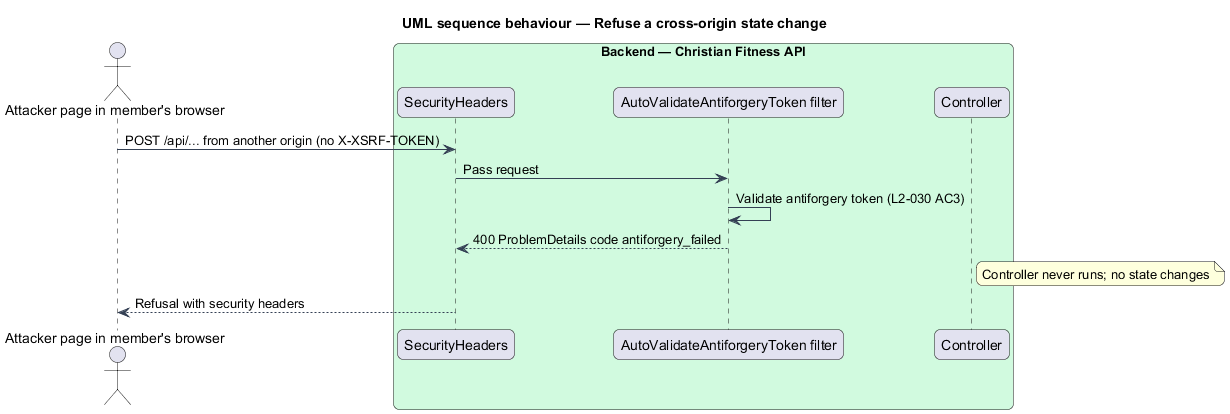 UML sequence behaviour — Refuse a cross-origin state change
Backend — Christian Fitness API
Attacker page in member's browser
SecurityHeaders
AutoValidateAntiforgeryToken filter
Controller
POST /api/... from another origin (no X-XSRF-TOKEN)
Pass request
Validate antiforgery token (L2-030 AC3)
400 ProblemDetails code antiforgery_failed
Controller never runs; no state changes
Refusal with security headers
Attacker page in member's browser
SecurityHeaders
AutoValidateAntiforgeryToken filter
Controller